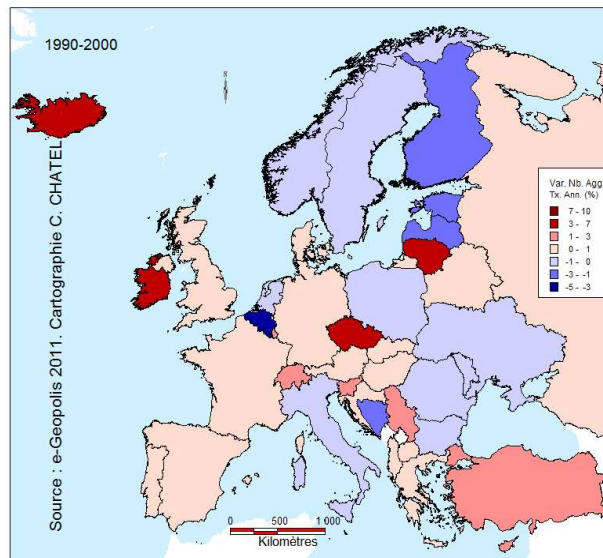 1990-2000
N
Source : e-Geopolis 2011. Cartographie C. CHATEL
Var. Nb. Agg
Tx. Ann. (%)
7 - 10
3 - 7
1 - 3
0 - 1
-1 - 0
-3 - -1
-5 - -3
0 500 1 000
Kilomètres